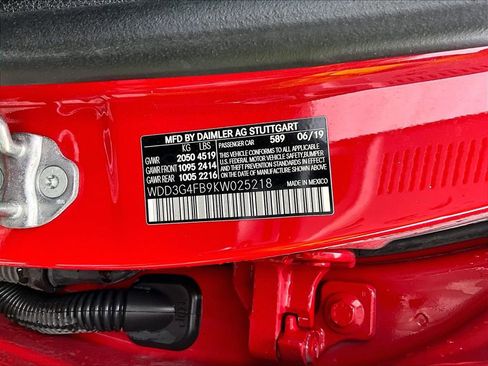 MFD BY DAIMLER AG STUTTGART
KG LBS PASSENGER CAR 589 06/19
GVWR 2050 4519 THIS VEHICLE CONFORMS TO ALL APPLICABLE
GAWR FRONT 1095 2414 U.S. FEDERAL MOTOR VEHICLE SAFETY,BUMPER,
GAWR REAR 1005 2216 AND THEFT PREVENTION STANDARDS IN EFFECT ON THE DATE OF MANUFACTURE SHOWN ABOVE.
WDD3G4FB9KW025218 MADE IN MEXICO